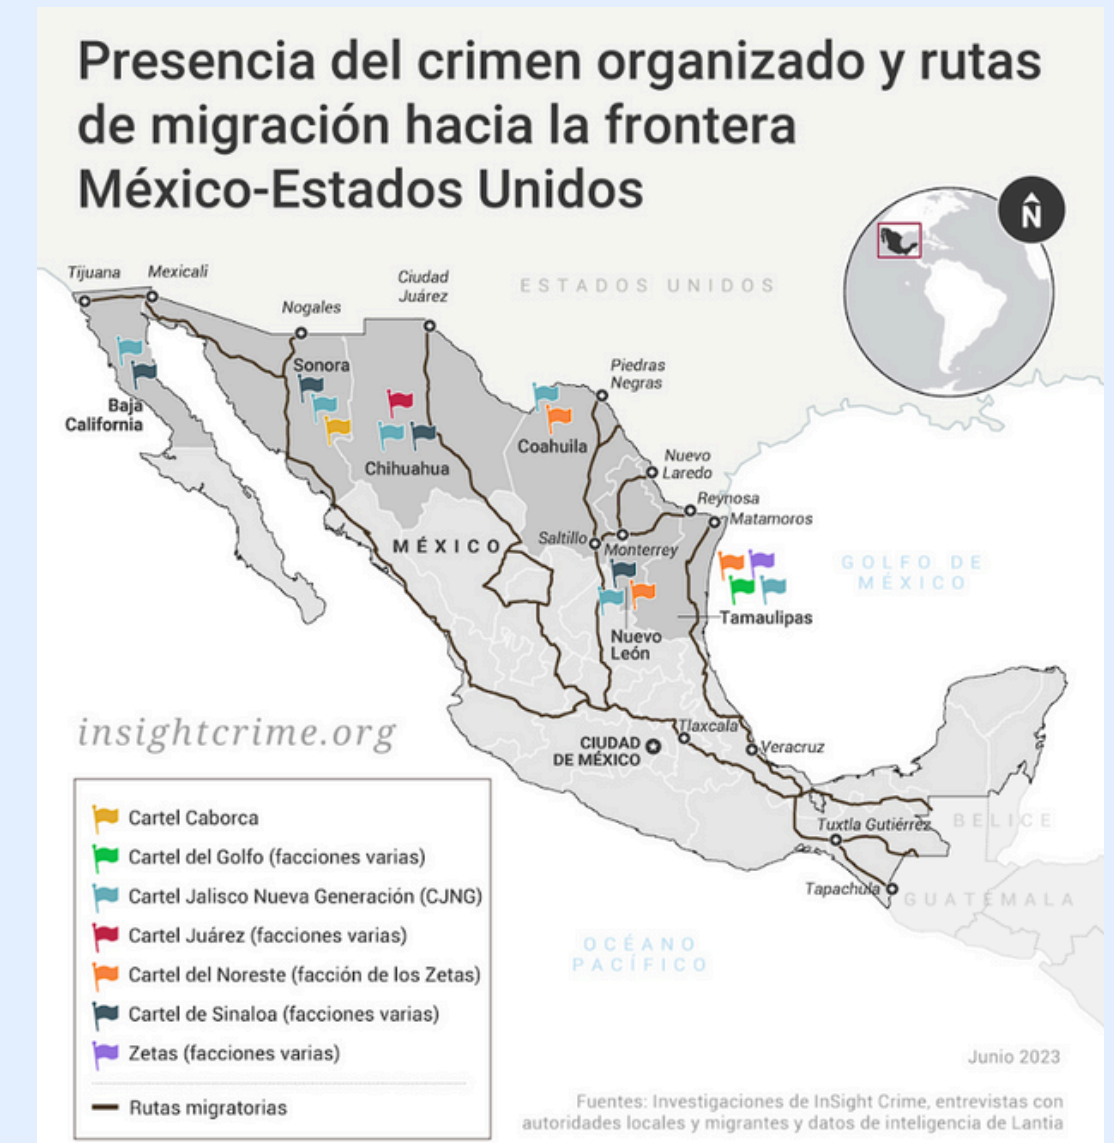 Presencia del crimen organizado y rutas
de migración hacia la frontera
México-Estados Unidos
N
Tijuana
Mexicali
Nogales
Ciudad
Juárez
ESTADOS UNIDOS
Sonora
Piedras
Negras
Baja
California
Chihuahua
Coahuila
Nuevo
Laredo
Reynosa
Matamoros
MÉXICO
Saltillo
Monterrey
GOLFO DE
MÉXICO
Tamaulipas
Nuevo
León
insightcrime.org
Tlaxcala
CIUDAD
DE MÉXICO
Veracruz
Tuxtla Gutiérrez
BELICE
Tapachula
GUATEMALA
OCÉANO
PACÍFICO
Cartel Caborca
Cartel del Golfo (facciones varias)
Cartel Jalisco Nueva Generación (CJNG)
Cartel Juárez (facciones varias)
Cartel del Noreste (facción de los Zetas)
Cartel de Sinaloa (facciones varias)
Zetas (facciones varias)
Rutas migratorias
Junio 2023
Fuentes: Investigaciones de InSight Crime, entrevistas con
autoridades locales y migrantes y datos de inteligencia de Lantia